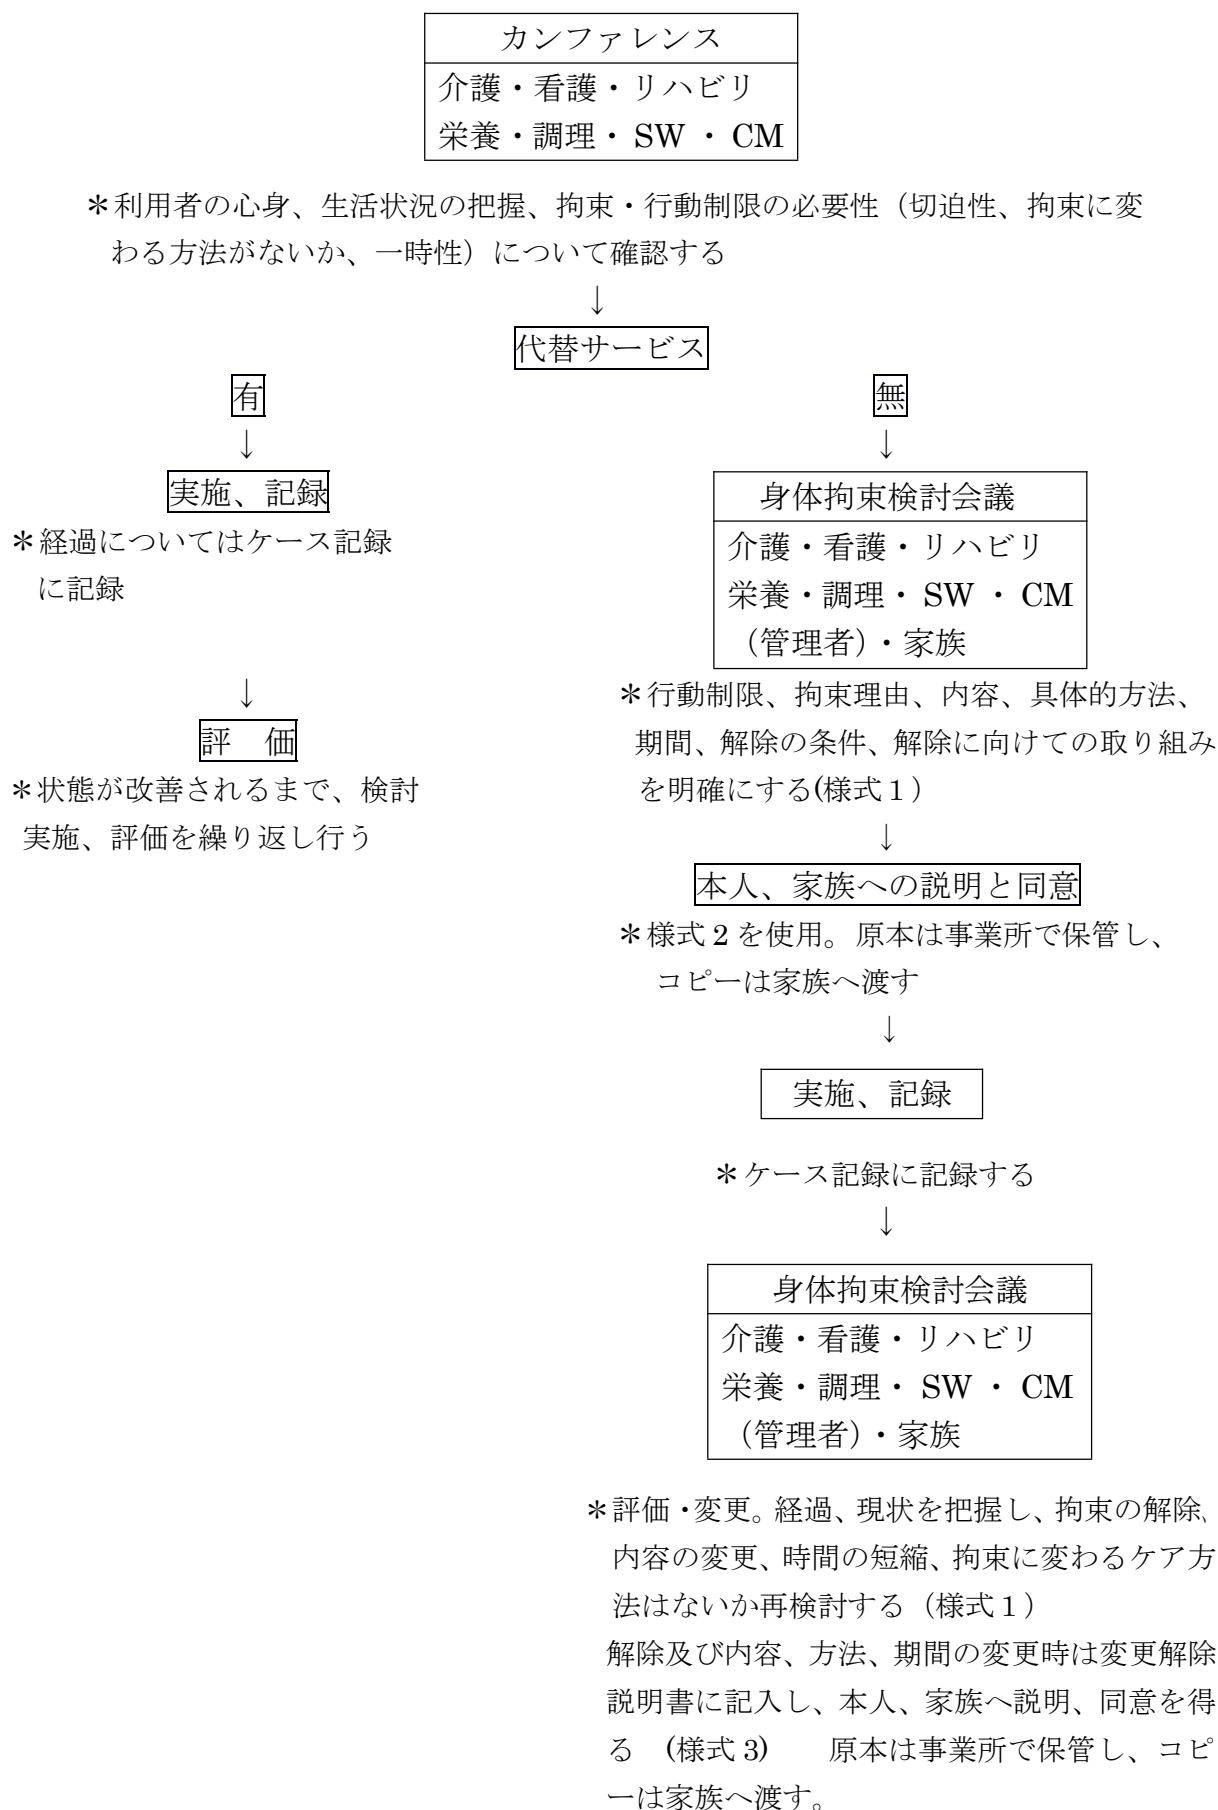 カンファレンス
介護・看護・リハビリ
栄養・調理・ SW ・ CM
＊利用者の心身、生活状況の把握、拘束・行動制限の必要性（切迫性、拘束に変
わる方法がないか、一時性）について確認する
↓
代替サービス
有
↓
実施、記録
＊経過についてはケース記録
に記録
↓
評　価
＊状態が改善されるまで、検討
実施、評価を繰り返し行う
無
↓
身体拘束検討会議
介護・看護・リハビリ
栄養・調理・ SW ・ CM
（管理者）・家族
＊行動制限、拘束理由、内容、具体的方法、
期間、解除の条件、解除に向けての取り組み
を明確にする(様式１）
↓
本人、家族への説明と同意
＊様式 2 を使用。原本は事業所で保管し、
コピーは家族へ渡す
↓
実施、記録
＊ケース記録に記録する
↓
身体拘束検討会議
介護・看護・リハビリ
栄養・調理・ SW ・ CM
（管理者）・家族
＊評価・変更。経過、現状を把握し、拘束の解除、
内容の変更、時間の短縮、拘束に変わるケア方
法はないか再検討する（様式１）
解除及び内容、方法、期間の変更時は変更解除
説明書に記入し、本人、家族へ説明、同意を得
る　(様式 3)　　原本は事業所で保管し、コピ
ーは家族へ渡す。